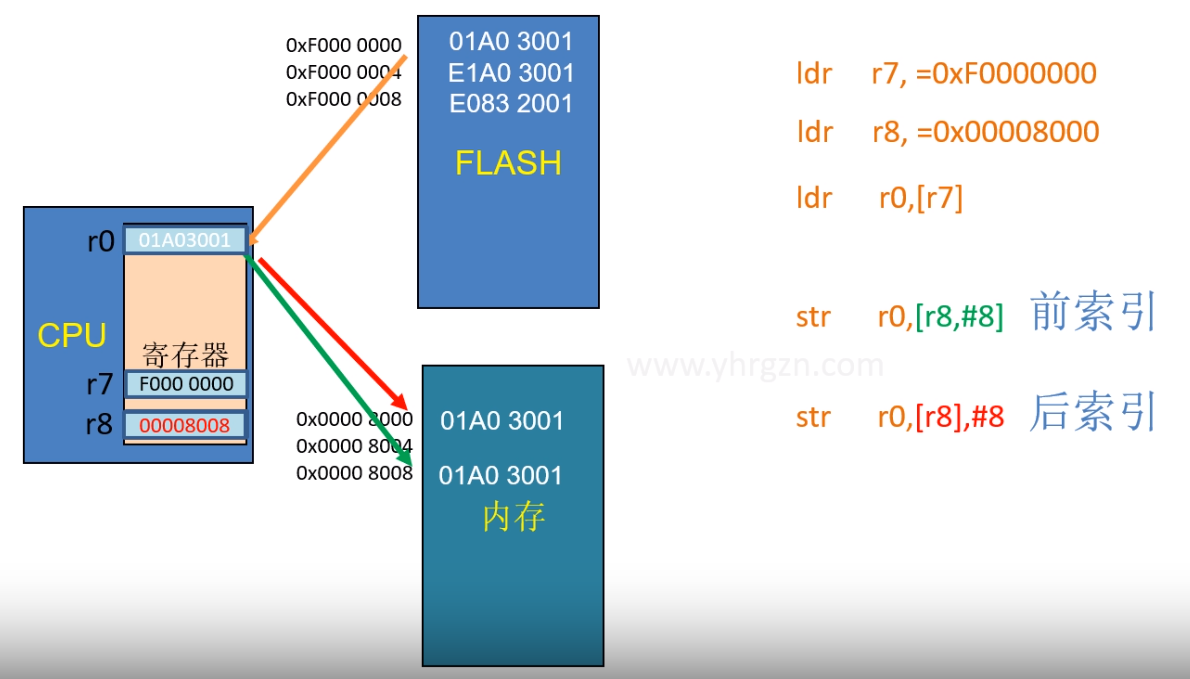 0xF000 0000
0xF000 0004
0xF000 0008
01A0 3001
E1A0 3001
E083 2001
FLASH
ldr r7, =0xF0000000
ldr r8, =0x00008000
ldr r0,[r7]
r0 01A03001
CPU
寄存器
r7 F000 0000
r8 00008008
str r0,[r8,#8] 前索引
www.yhrgzn.com
str r0,[r8],#8 后索引
0x0000 8000
0x0000 8004
0x0000 8008
01A0 3001
01A0 3001
内存